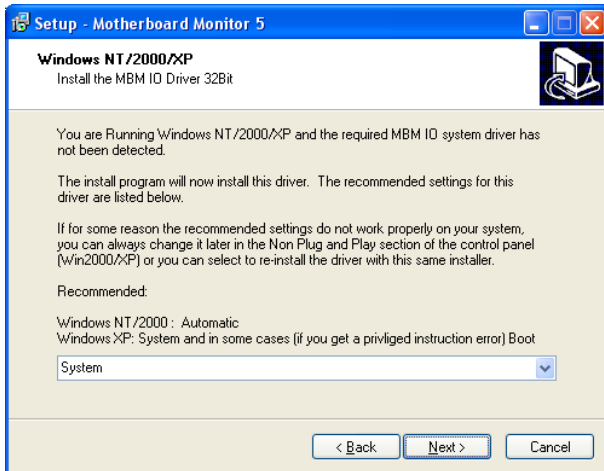 Setup - Motherboard Monitor 5
Windows NT/2000/XP
Install the MBM IO Driver 32Bit
You are Running Windows NT/2000/XP and the required MBM IO system driver has
not been detected.
The install program will now install this driver.  The recommended settings for this
driver are listed below.
If for some reason the recommended settings do not work properly on your system,
you can always change it later in the Non Plug and Play section of the control panel
(Win2000/XP) or you can select to re-install the driver with this same installer.
Recommended:
Windows NT/2000 :  Automatic
Windows XP: System and in some cases (if you get a privliged instruction error) Boot
System
< Back
Next >
Cancel